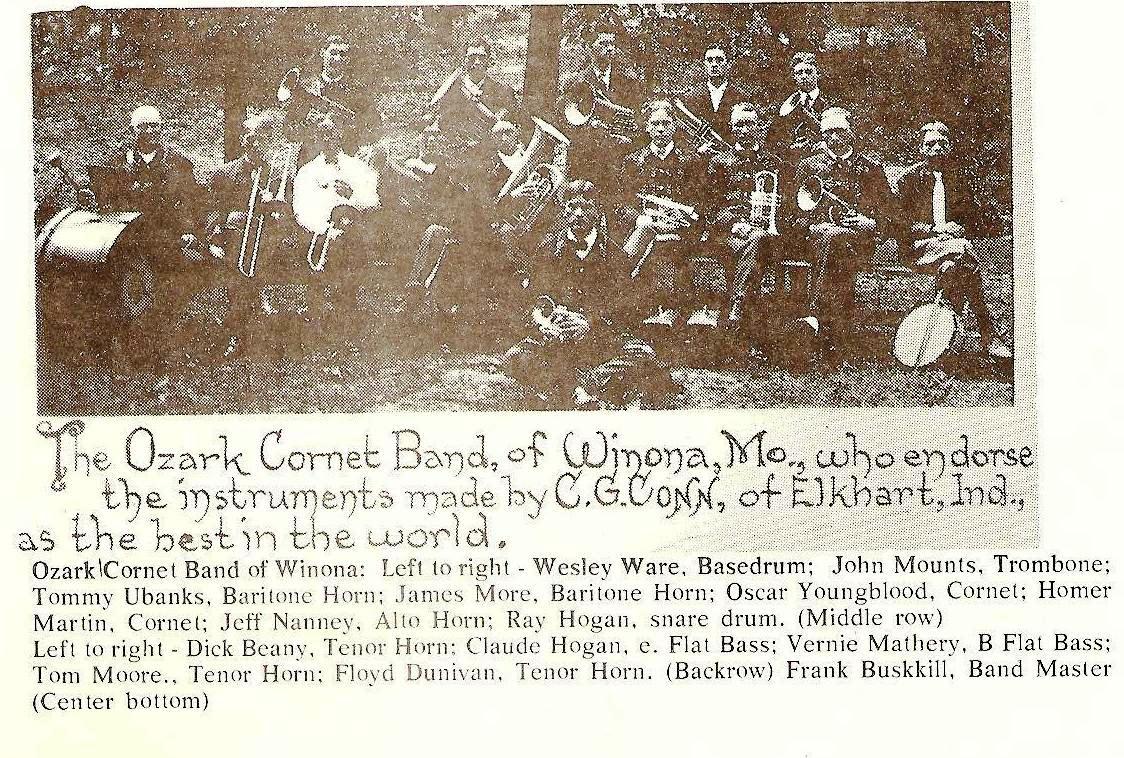 The Ozark Cornet Band, of Winona, Mo., who endorse
the instruments made by C.G.CONN, of Elkhart, Ind.,
as the best in the world.
Ozark\Cornet Band of Winona: Left to right - Wesley Ware, Basedrum; John Mounts, Trombone;
Tommy Ubanks, Baritone Horn; James More, Baritone Horn; Oscar Youngblood, Cornet; Homer
Martin, Cornet; Jeff Nanney, Alto Horn; Ray Hogan, snare drum. (Middle row)
Left to right - Dick Beany, Tenor Horn; Claude Hogan, e. Flat Bass; Vernie Mathery, B Flat Bass;
Tom Moore., Tenor Horn; Floyd Dunivan, Tenor Horn. (Backrow) Frank Buskkill, Band Master
(Center bottom)